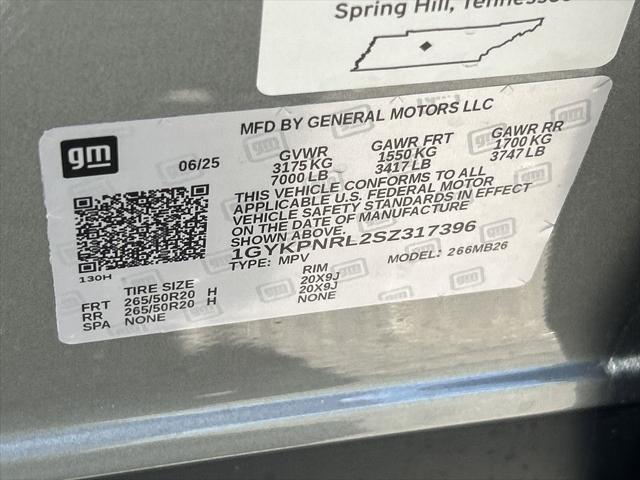 Spring Hill, Tennessee
gm
MFD BY GENERAL MOTORS LLC
06/25
GVWR
3175 KG
7000 LB
GAWR FRT
1550 KG
3417 LB
GAWR RR
1700 KG
3747 LB
THIS VEHICLE CONFORMS TO ALL
APPLICABLE U.S. FEDERAL MOTOR
VEHICLE SAFETY STANDARDS IN EFFECT
ON THE DATE OF MANUFACTURE
SHOWN ABOVE.
1GYKPNRL2SZ317396
TYPE: MPV
MODEL: 266MB26
130H
TIRE SIZE
RIM
FRT 265/50R20 H 20X9J
RR 265/50R20 H 20X9J
SPA NONE NONE